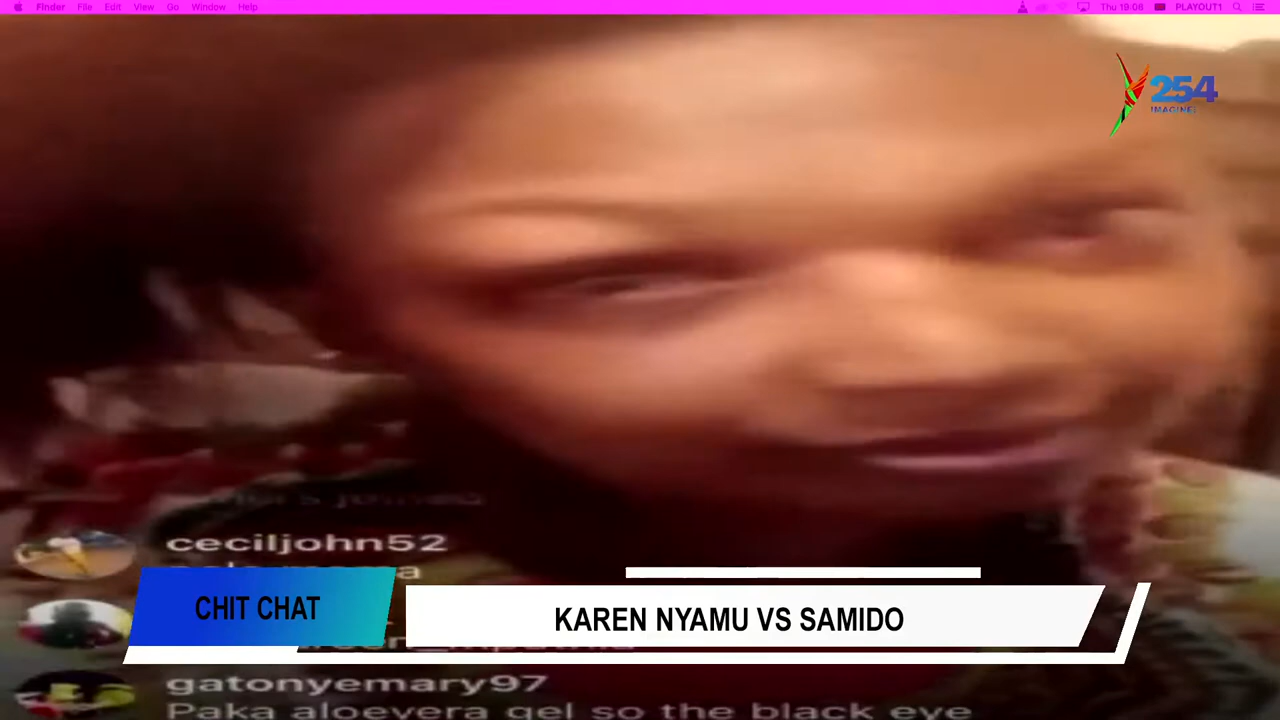 Finder File Edit View Go Window Help
Thu 19:06 PLAYOUT1
254
IMAGINE
ceciljohn52
CHIT CHAT
KAREN NYAMU VS SAMIDO
gatonyemary97
Paka aloevera gel so the black eye